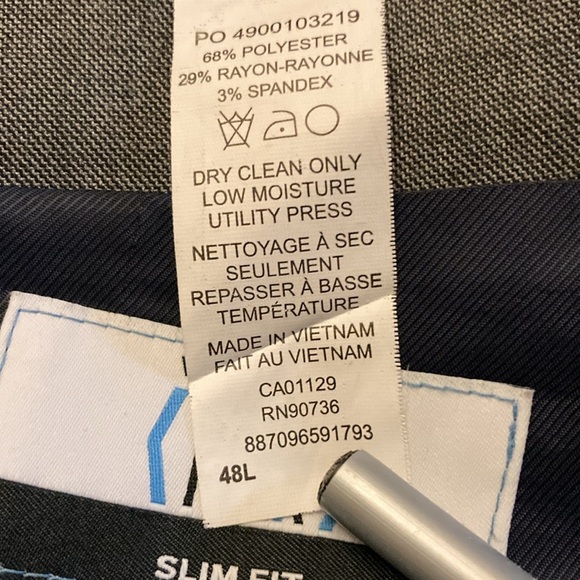 PO 4900103219
68% POLYESTER
29% RAYON-RAYONNE
3% SPANDEX
DRY CLEAN ONLY
LOW MOISTURE
UTILITY PRESS
NETTOYAGE À SEC
SEULEMENT
REPASSER À BASSE
TEMPÉRATURE
MADE IN VIETNAM
FAIT AU VIETNAM
CA01129
RN90736
887096591793
48L
SLIM FIT